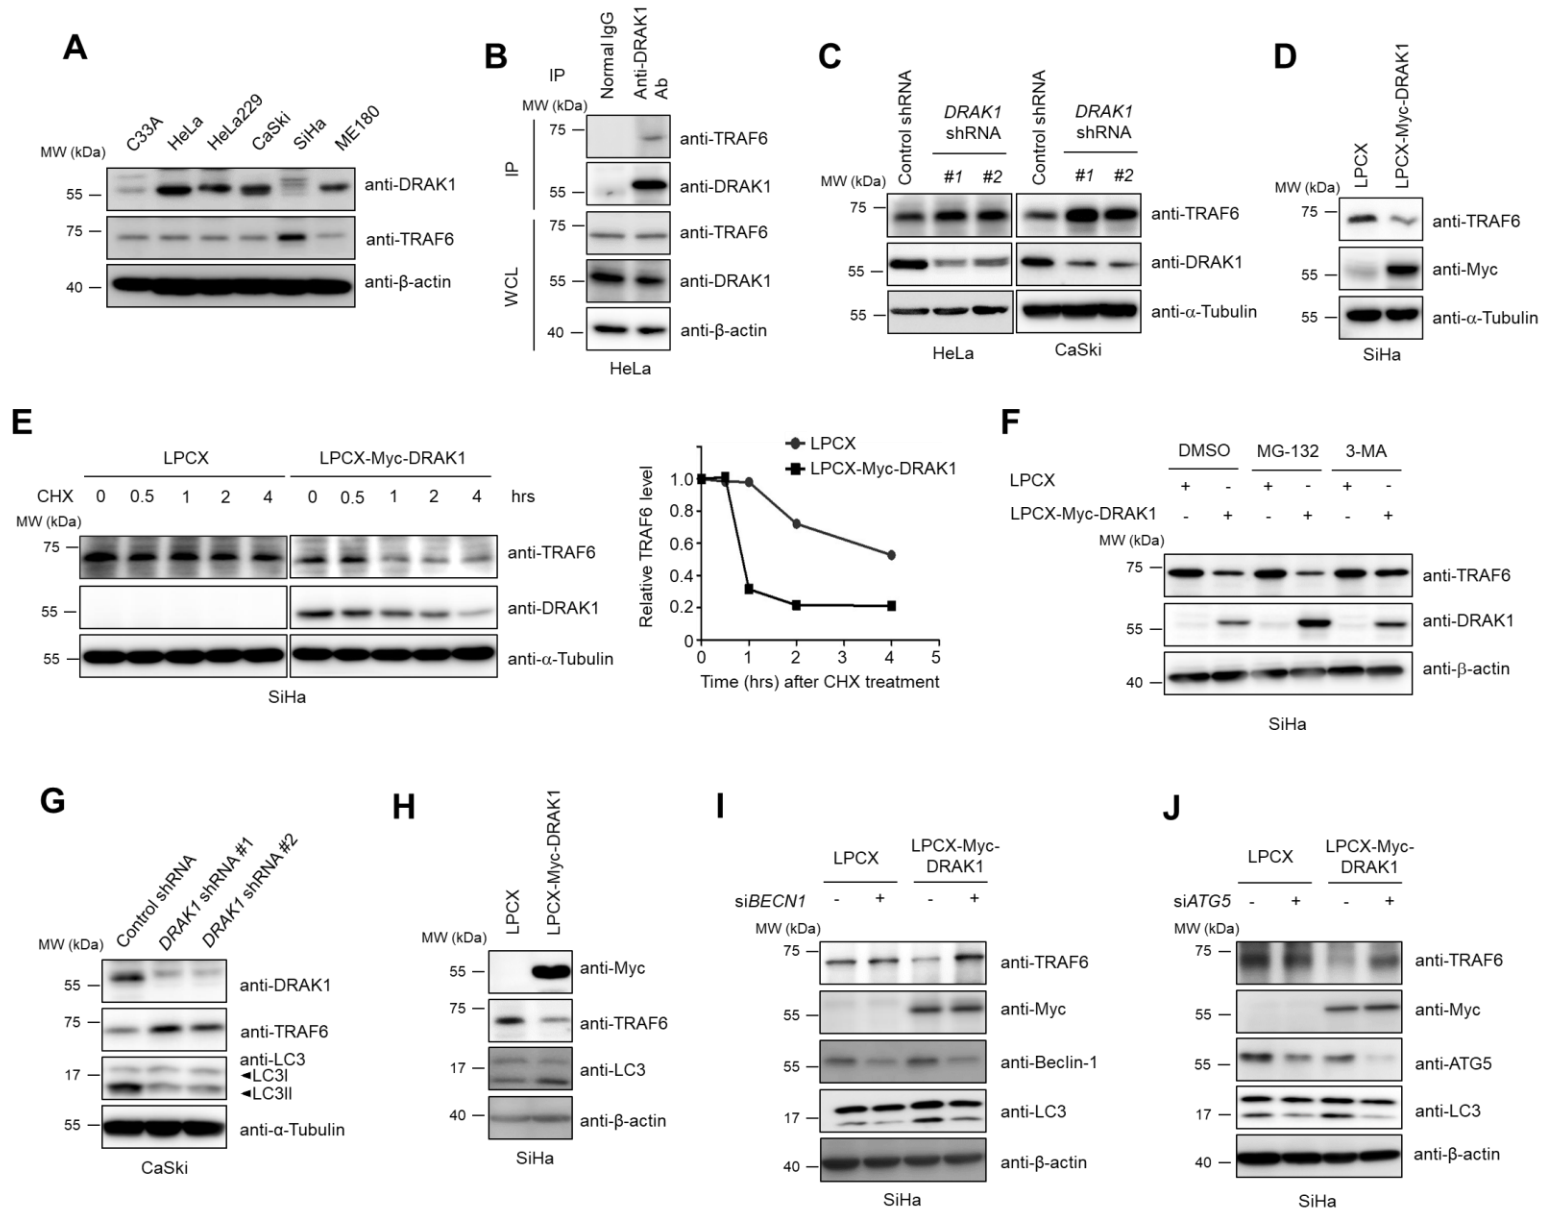 A
C33A
HeLa
HeLa229
CaSki
SiHa
ME180
MW (kDa)
55
anti-DRAK1
75
anti-TRAF6
40
anti-β-actin
B
IP
Normal IgG
Anti-DRAK1
Ab
MW (kDa)
IP
75
anti-TRAF6
55
anti-DRAK1
WCL
75
anti-TRAF6
55
anti-DRAK1
40
anti-β-actin
HeLa
C
Control shRNA
DRAK1
shRNA
#1 #2
Control shRNA
DRAK1
shRNA
#1 #2
MW (kDa)
75
anti-TRAF6
55
anti-DRAK1
55
anti-α-Tubulin
HeLa
CaSki
D
LPCX
LPCX-Myc-DRAK1
MW (kDa)
75
anti-TRAF6
55
anti-Myc
55
anti-α-Tubulin
SiHa
E
LPCX
LPCX-Myc-DRAK1
CHX 0 0.5 1 2 4 0 0.5 1 2 4 hrs
MW (kDa)
75
anti-TRAF6
55
anti-DRAK1
55
anti-α-Tubulin
SiHa
LPCX
LPCX-Myc-DRAK1
Relative TRAF6 level
1.0
0.8
0.6
0.4
0.2
0
0 1 2 3 4 5
Time (hrs) after CHX treatment
F
DMSO MG-132 3-MA
LPCX + - + - + -
LPCX-Myc-DRAK1 - + - + - +
MW (kDa)
75
anti-TRAF6
55
anti-DRAK1
40
anti-β-actin
SiHa
G
Control shRNA
DRAK1 shRNA #1
DRAK1 shRNA #2
MW (kDa)
55
anti-DRAK1
75
anti-TRAF6
anti-LC3
17
◄LC3I
◄LC3II
55
anti-α-Tubulin
CaSki
H
LPCX
LPCX-Myc-DRAK1
MW (kDa)
55
anti-Myc
75
anti-TRAF6
17
anti-LC3
40
anti-β-actin
SiHa
I
LPCX
LPCX-Myc-
DRAK1
siBECN1 - + - +
MW (kDa)
75
anti-TRAF6
55
anti-Myc
55
anti-Beclin-1
17
anti-LC3
40
anti-β-actin
SiHa
J
LPCX
LPCX-Myc-
DRAK1
siATG5 - + - +
MW (kDa)
75
anti-TRAF6
55
anti-Myc
55
anti-ATG5
17
anti-LC3
40
anti-β-actin
SiHa